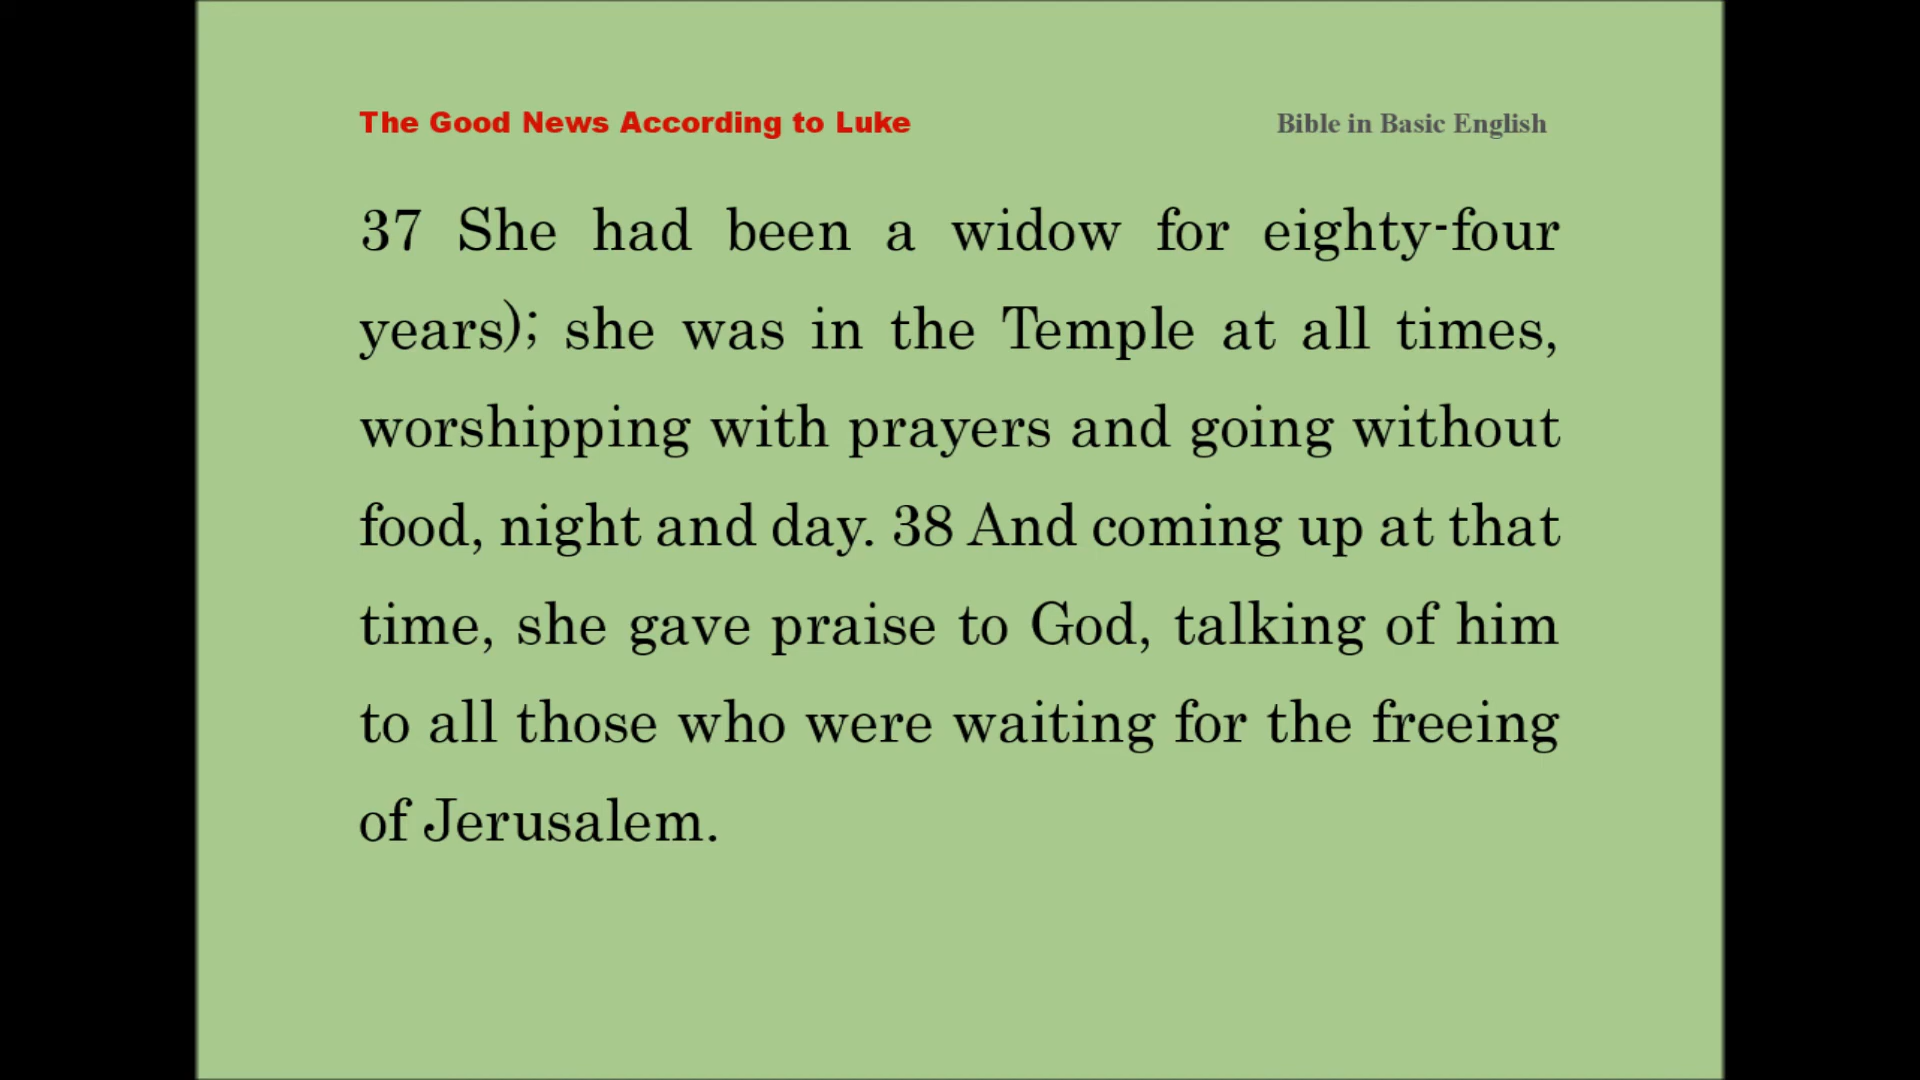 The Good News According to Luke
Bible in Basic English
37 She had been a widow for eighty-four
years); she was in the Temple at all times,
worshipping with prayers and going without
food, night and day. 38 And coming up at that
time, she gave praise to God, talking of him
to all those who were waiting for the freeing
of Jerusalem.